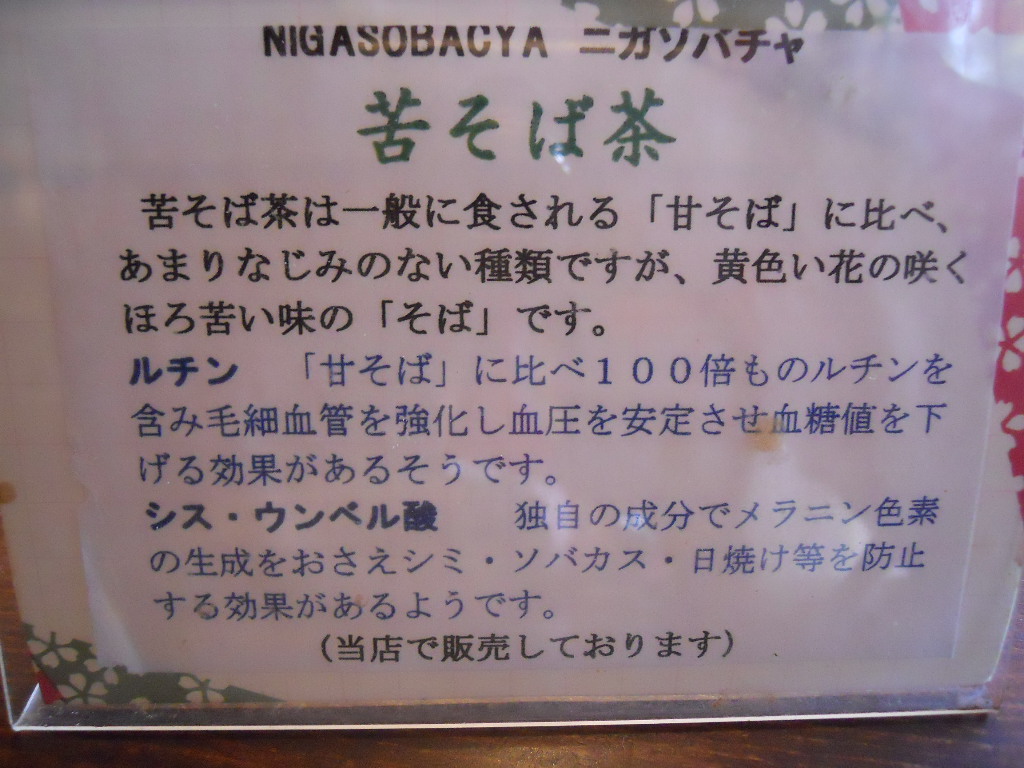 NIGASOBACYA ニガソバチャ
苦そば茶
苦そば茶は一般に食される「甘そば」に比べ、
あまりなじみのない種類ですが、黄色い花の咲く
ほろ苦い味の「そば」です。
ルチン 「甘そば」に比べ１００倍ものルチンを
含み毛細血管を強化し血圧を安定させ血糖値を下
げる効果があるそうです。
シス・ウンペル酸 独自の成分でメラニン色素
の生成をおさえシミ・ソバカス・日焼け等を防止
する効果があるようです。
（当店で販売しております）